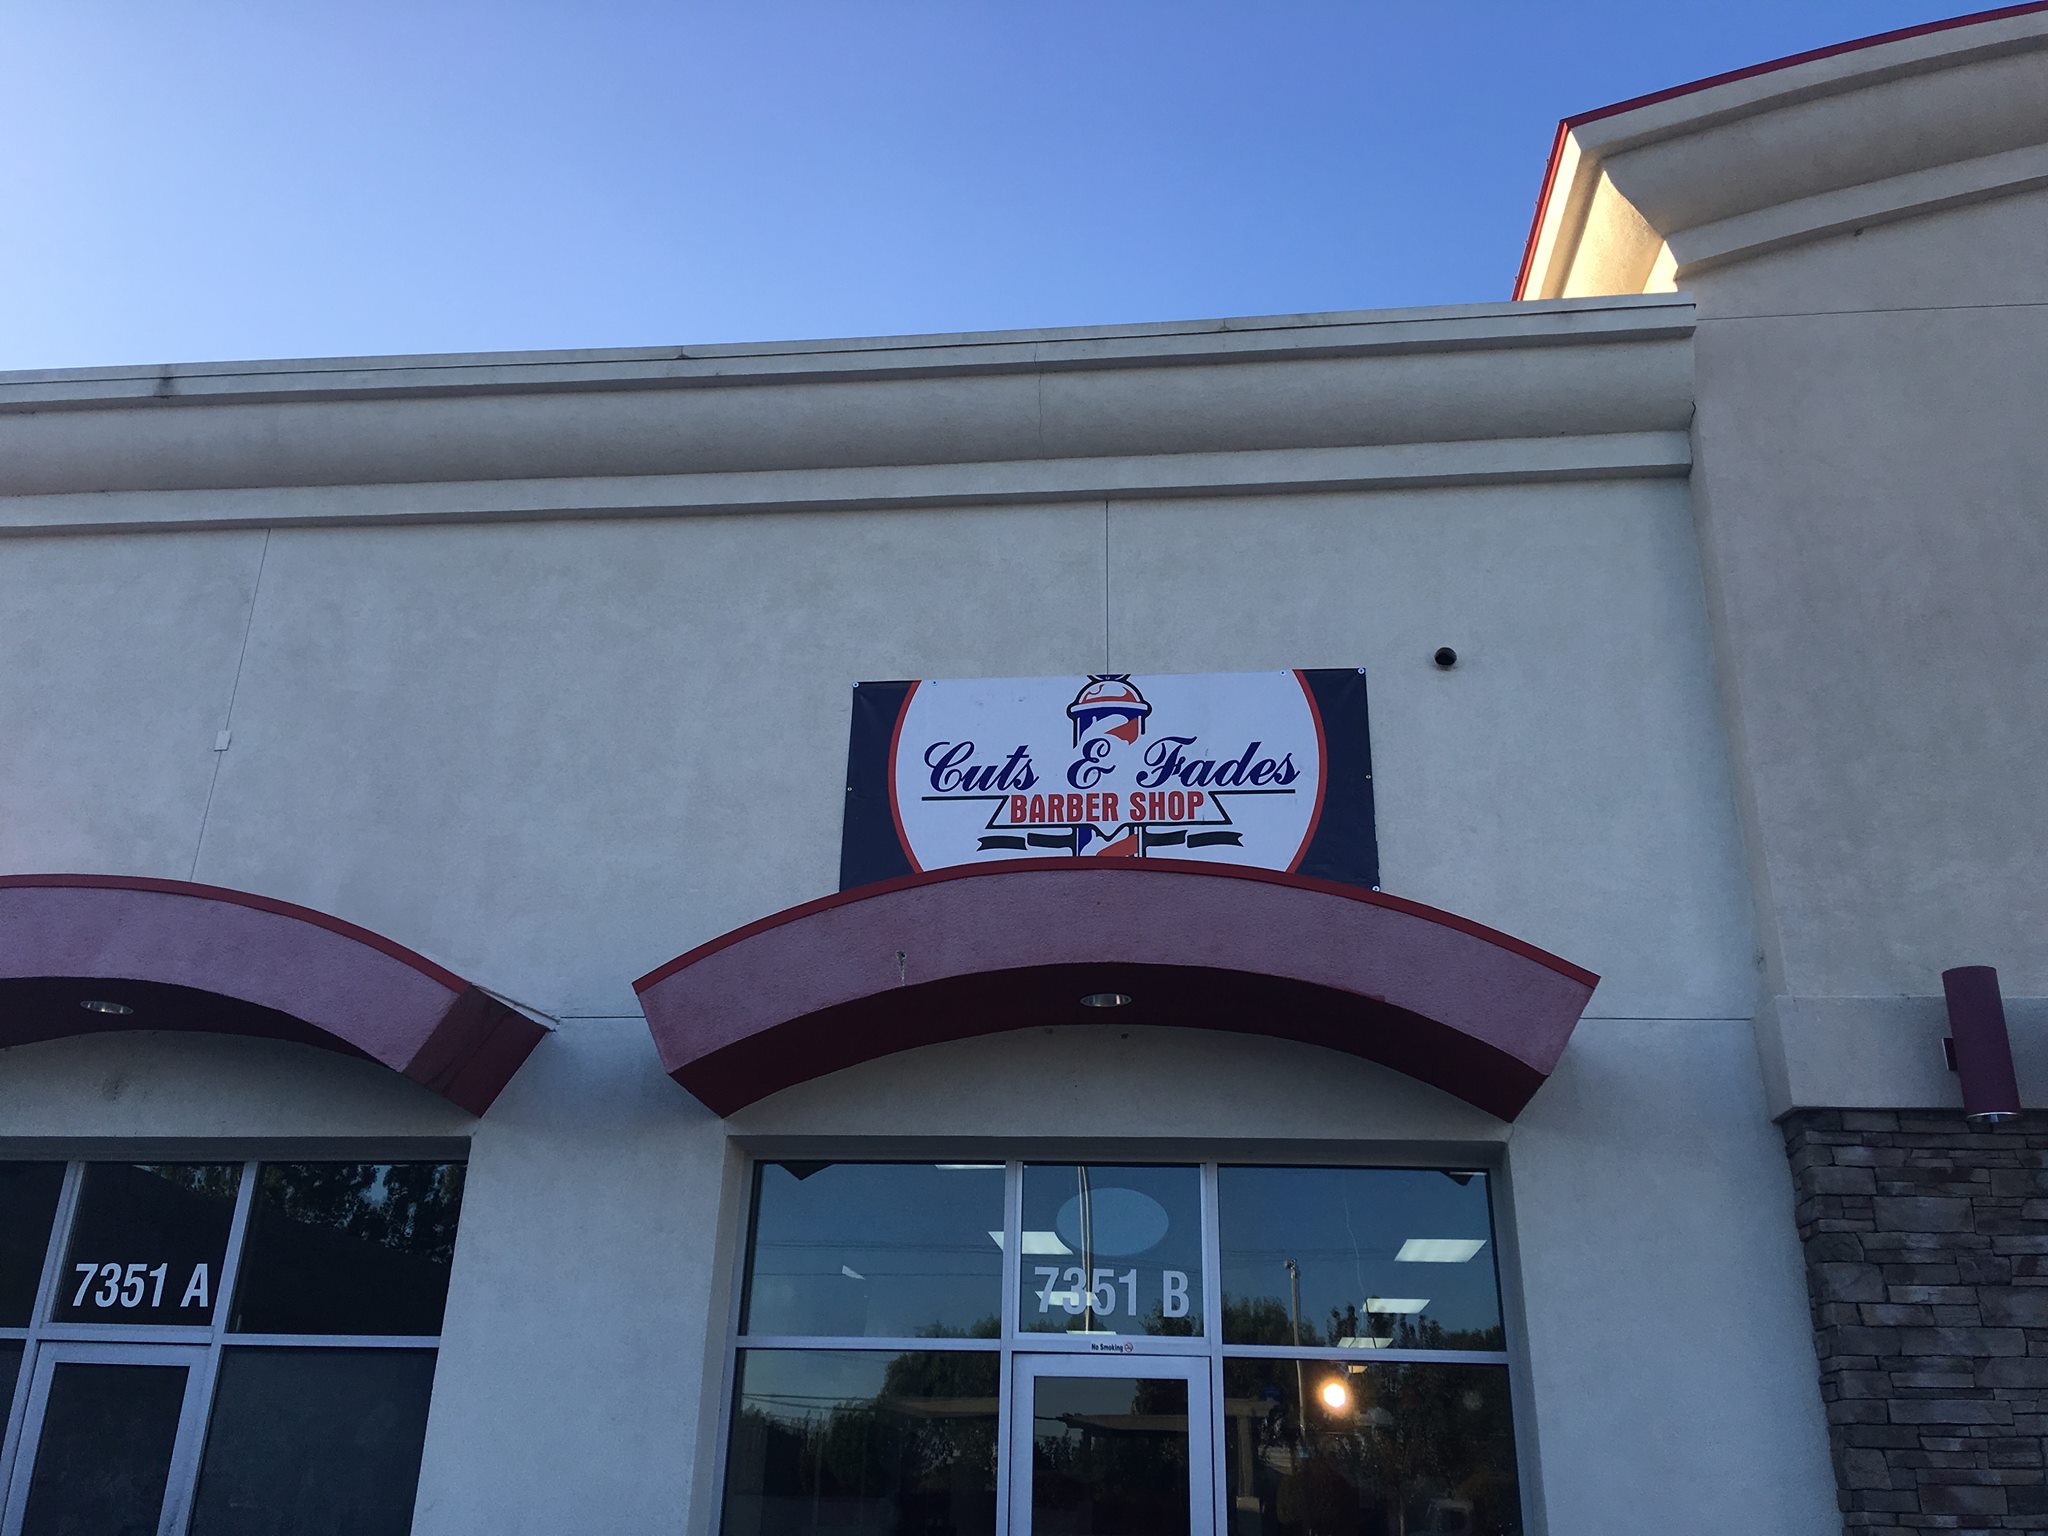 Cuts & Fades
BARBER SHOP
7351 A
7351 B
No Smoking